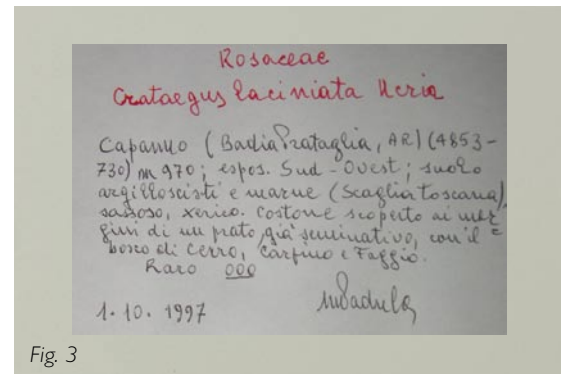 Rosaceae
Crataegus laciniata Ucria
Capanno (Badia Prataglia, AR) (4853-
730) m 970; espos. Sud-Ovest; suolo
argilloscisti e marne (Scaglia toscana),
sassoso, xerico. Costone scoperto ai mar=
gini di un prato, già seminativo, con il
bosco di Cerro, Carpino e Faggio.
Raro 000
1.10.1997
Fig. 3